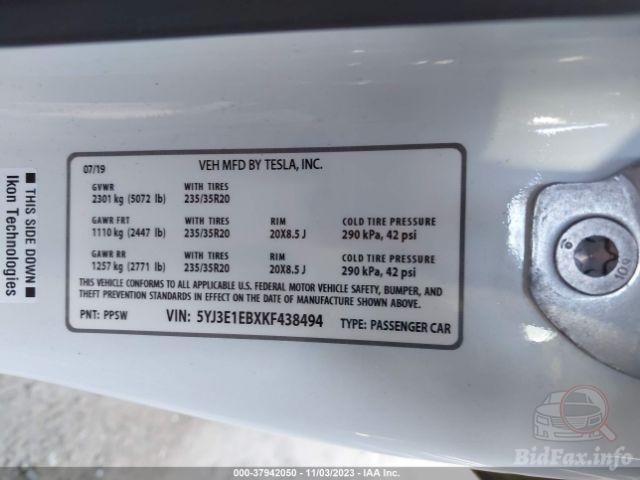 07/19 VEH MFD BY TESLA, INC.
GVWR WITH TIRES
2301 kg (5072 lb) 235/35R20
GAWR FRT WITH TIRES RIM COLD TIRE PRESSURE
1110 kg (2447 lb) 235/35R20 20X8.5 J 290 kPa, 42 psi
GAWR RR WITH TIRES RIM COLD TIRE PRESSURE
1257 kg (2771 lb) 235/35R20 20X8.5 J 290 kPa, 42 psi
THIS VEHICLE CONFORMS TO ALL APPLICABLE U.S. FEDERAL MOTOR VEHICLE SAFETY, BUMPER, AND
THEFT PREVENTION STANDARDS IN EFFECT ON THE DATE OF MANUFACTURE SHOWN ABOVE.
PNT: PPSW VIN: 5YJ3E1EBXKF438494 TYPE: PASSENGER CAR
THIS SIDE DOWN
Ikon Technologies
10.9
000-37942050 - 11/03/2023 - IAA Inc.
BidFax.info